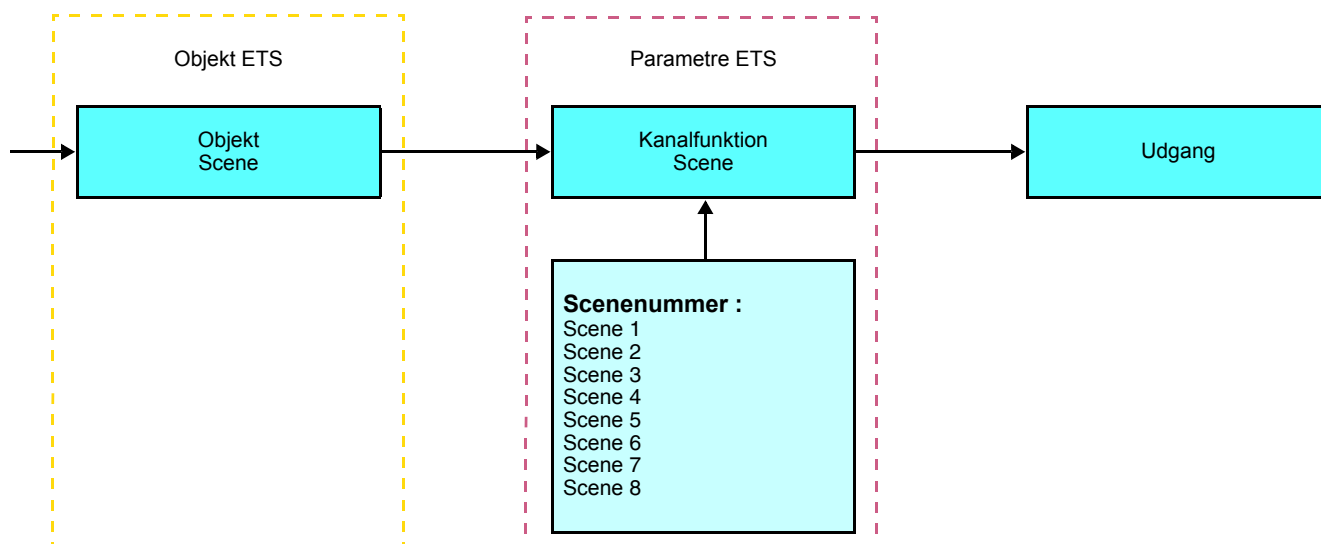 Objekt ETS
Parametre ETS
Objekt
Scene
Kanalfunktion
Scene
Udgang
Scenenummer :
Scene 1
Scene 2
Scene 3
Scene 4
Scene 5
Scene 6
Scene 7
Scene 8